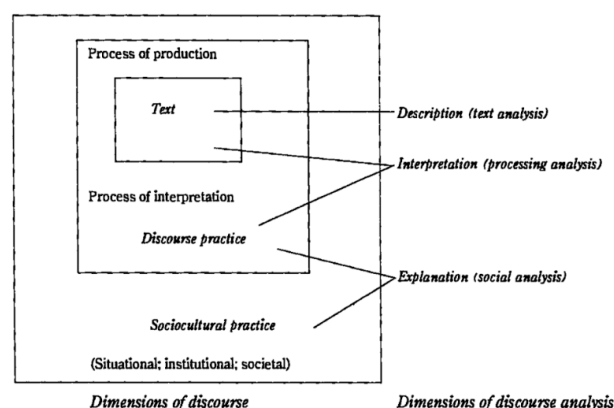 Process of production
Text
Description (text analysis)
Interpretation (processing analysis)
Process of interpretation
Discourse practice
Explanation (social analysis)
Sociocultural practice
(Situational; institutional; societal)
Dimensions of discourse
Dimensions of discourse analysis